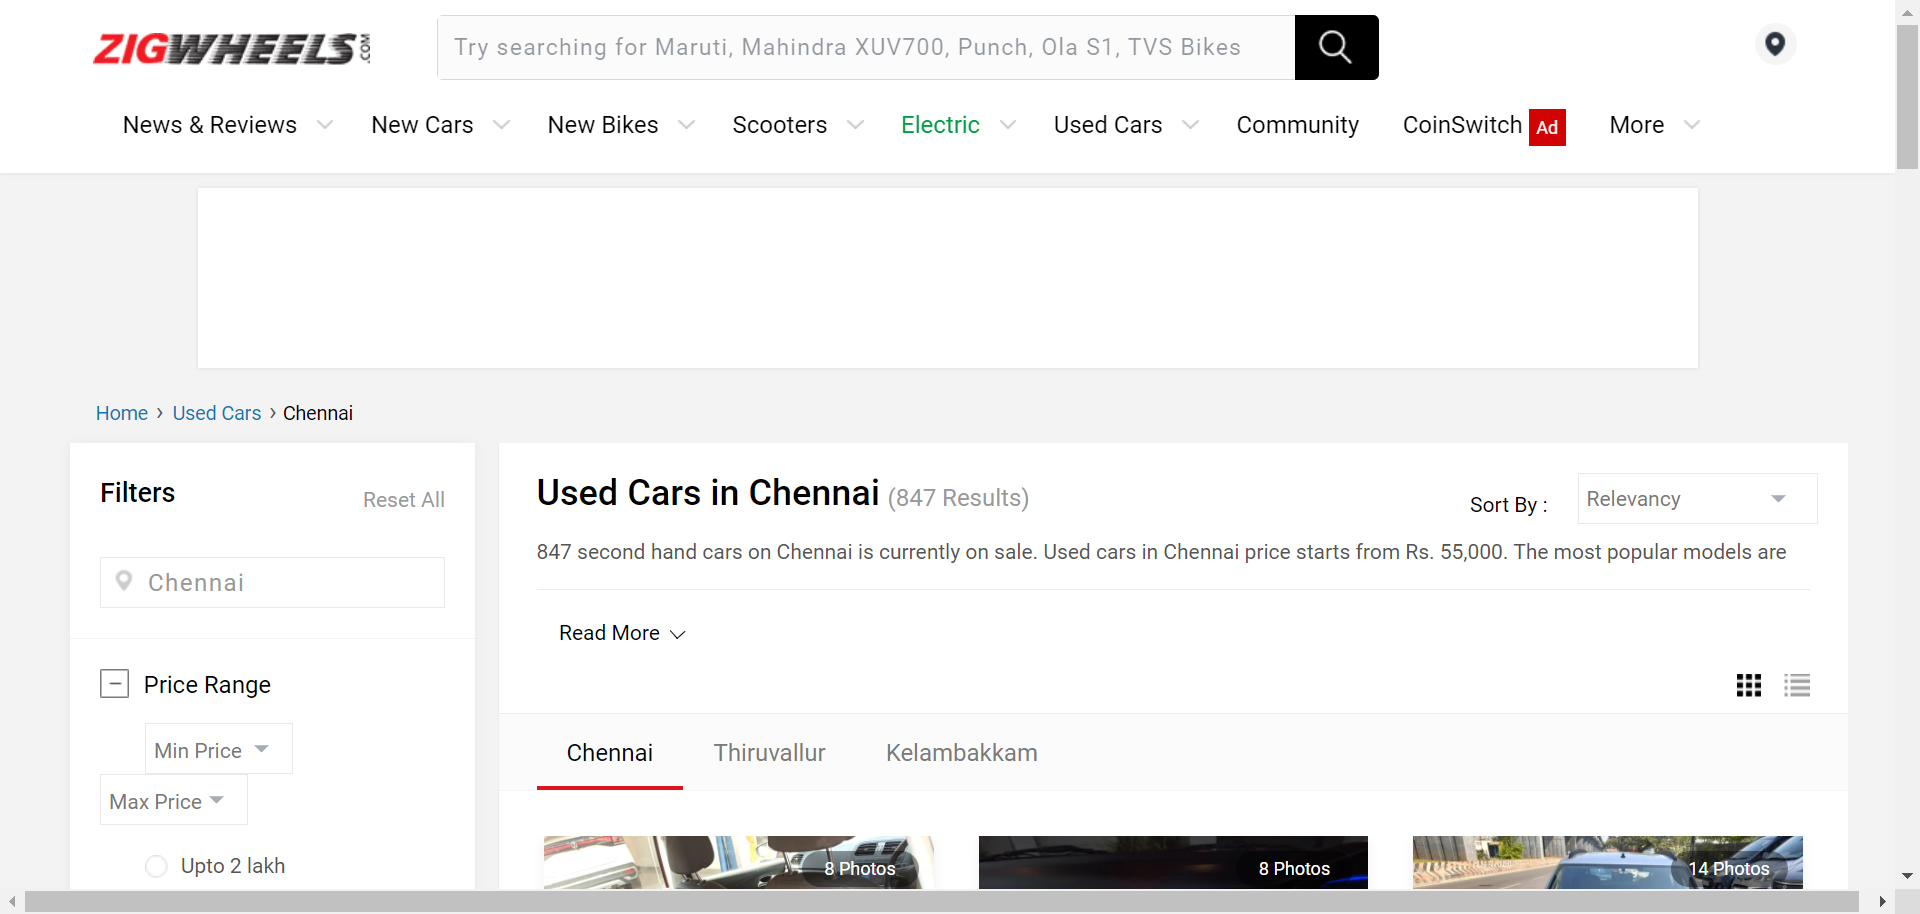 ZIGWHEELS.COM
Try searching for Maruti, Mahindra XUV700, Punch, Ola S1, TVS Bikes
News & Reviews New Cars New Bikes Scooters Electric Used Cars Community CoinSwitch Ad More
Home › Used Cars › Chennai
Filters
Reset All
Chennai
Price Range
Min Price
Max Price
Upto 2 lakh
Used Cars in Chennai (847 Results)
Sort By :
Relevancy
847 second hand cars on Chennai is currently on sale. Used cars in Chennai price starts from Rs. 55,000. The most popular models are
Read More
Chennai Thiruvallur Kelambakkam
8 Photos
8 Photos
14 Photos